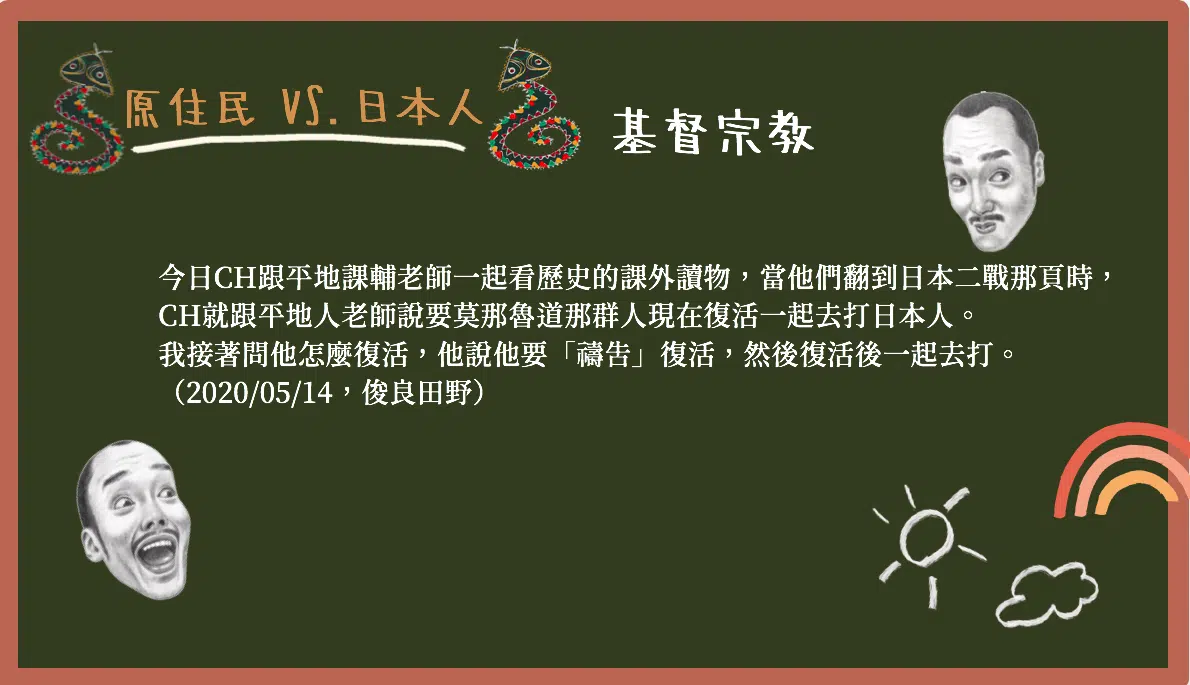 原住民 VS. 日本人
基督宗教
今日CH跟平地課輔老師一起看歷史的課外讀物，當他們翻到日本二戰那頁時，
CH就跟平地人老師說要莫那魯道那群人現在復活一起去打日本人。
我接著問他怎麼復活，他說他要「禱告」復活，然後復活後一起去打。
（2020/05/14，俊良田野）